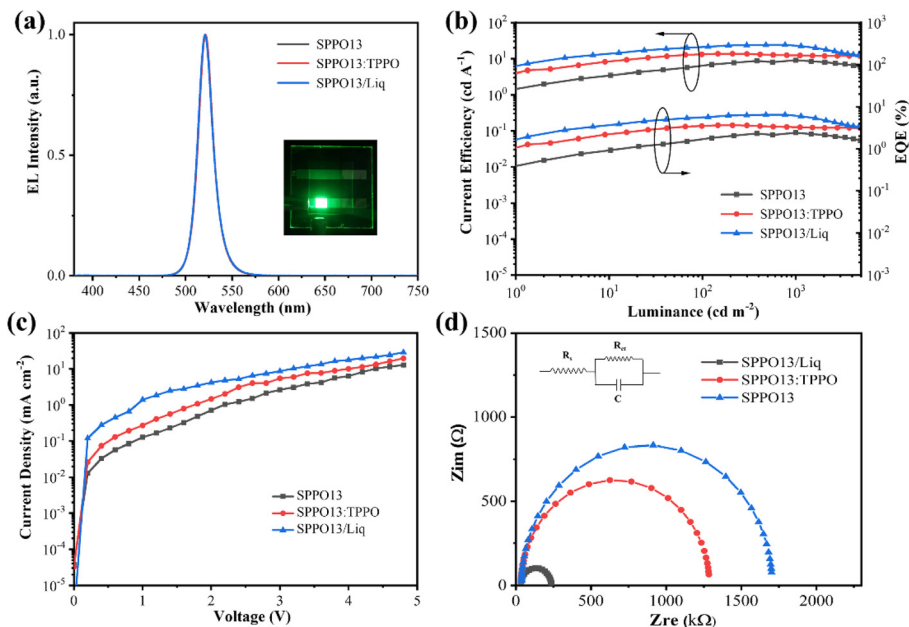 (a)
EL Intensity (a.u.)
1.0
0.5
0.0
SPPO13
SPPO13:TPPO
SPPO13/Liq
400 450 500 550 600 650 700 750
Wavelength (nm)
(b)
Current Efficiency (cd A⁻¹)
10²
10¹
10⁰
10⁻¹
10⁻²
10⁻³
10⁻⁴
10⁻⁵
10³
10²
10¹
10⁰
10⁻¹
10⁻²
10⁻³
EQE (%)
SPPO13
SPPO13:TPPO
SPPO13/Liq
10⁰ 10¹ 10² 10³
Luminance (cd m⁻²)
(c)
Current Density (mA cm⁻²)
10²
10¹
10⁰
10⁻¹
10⁻²
10⁻³
10⁻⁴
10⁻⁵
SPPO13
SPPO13:TPPO
SPPO13/Liq
0 1 2 3 4 5
Voltage (V)
(d)
Zim (Ω)
1500
1000
500
0
Rₛ
R_ct
C
SPPO13/Liq
SPPO13:TPPO
SPPO13
0 500 1000 1500 2000
Zre (kΩ)